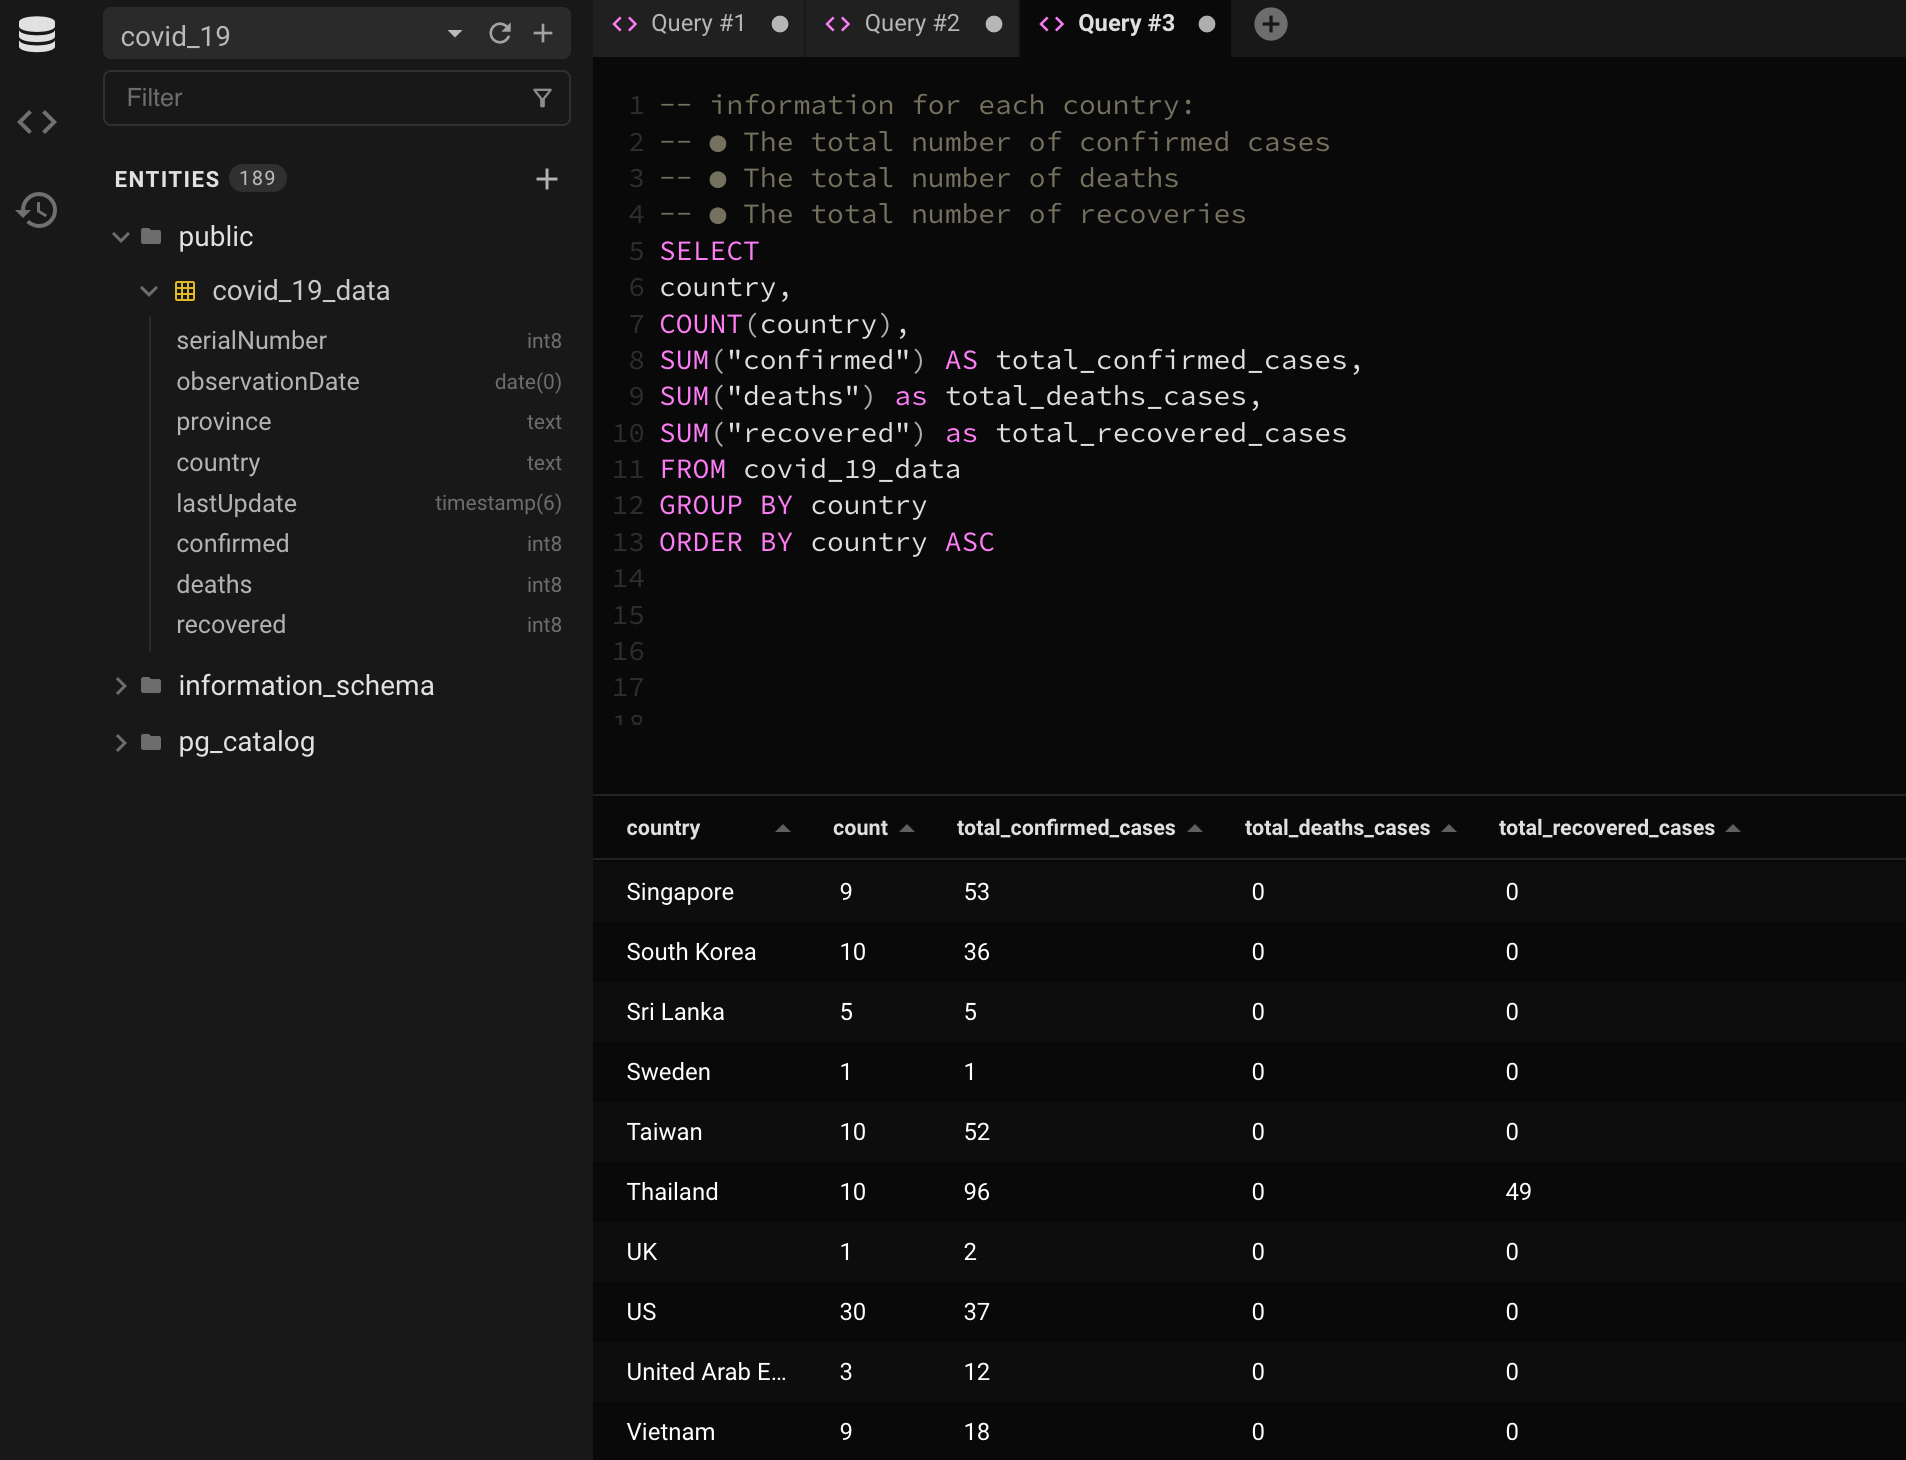 covid_19
Filter
ENTITIES 189
public
covid_19_data
serialNumber int8
observationDate date(0)
province text
country text
lastUpdate timestamp(6)
confirmed int8
deaths int8
recovered int8
information_schema
pg_catalog
Query #1 Query #2 Query #3
1 -- information for each country:
2 -- ● The total number of confirmed cases
3 -- ● The total number of deaths
4 -- ● The total number of recoveries
5 SELECT
6 country,
7 COUNT(country),
8 SUM("confirmed") AS total_confirmed_cases,
9 SUM("deaths") as total_deaths_cases,
10 SUM("recovered") as total_recovered_cases
11 FROM covid_19_data
12 GROUP BY country
13 ORDER BY country ASC
14
15
16
17
18
country count total_confirmed_cases total_deaths_cases total_recovered_cases
Singapore 9 53 0 0
South Korea 10 36 0 0
Sri Lanka 5 5 0 0
Sweden 1 1 0 0
Taiwan 10 52 0 0
Thailand 10 96 0 49
UK 1 2 0 0
US 30 37 0 0
United Arab E... 3 12 0 0
Vietnam 9 18 0 0